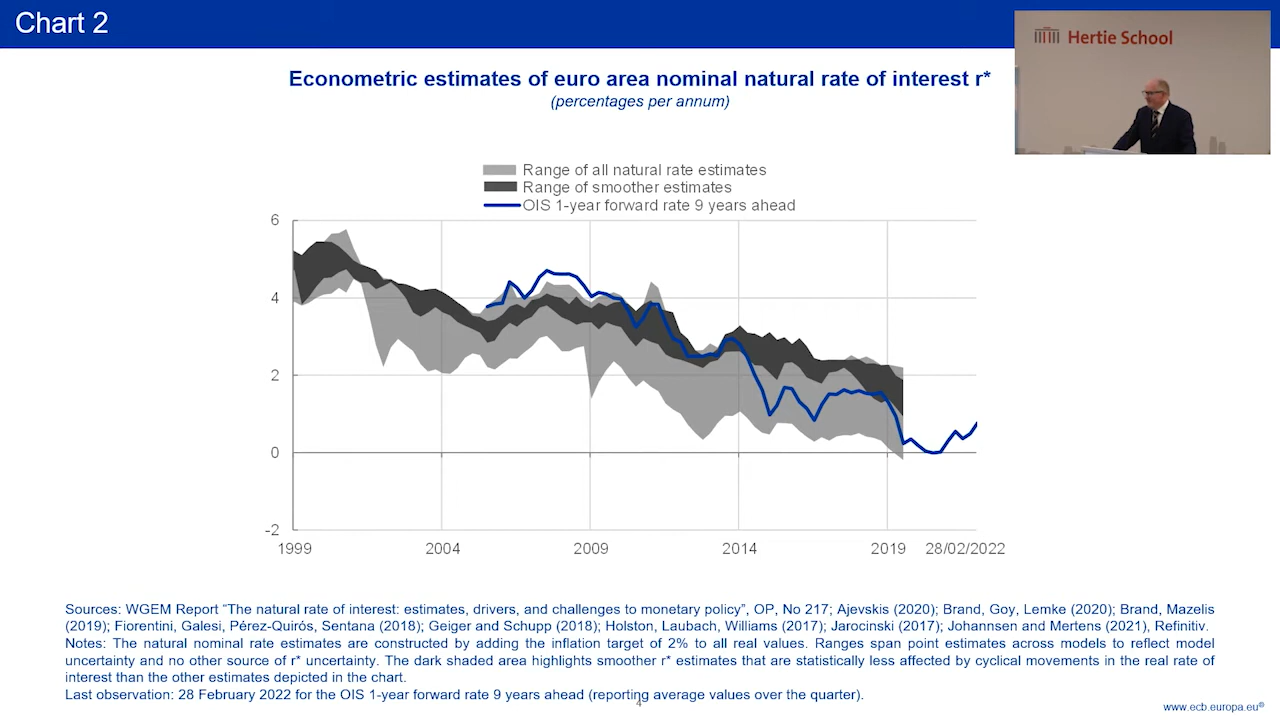 Chart 2
Hertie School
Econometric estimates of euro area nominal natural rate of interest r*
(percentages per annum)
Range of all natural rate estimates
Range of smoother estimates
OIS 1-year forward rate 9 years ahead
6
4
2
0
-2
1999 2004 2009 2014 2019 28/02/2022
Sources: WGEM Report “The natural rate of interest: estimates, drivers, and challenges to monetary policy”, OP, No 217; Ajevskis (2020); Brand, Goy, Lemke (2020); Brand, Mazelis
(2019); Fiorentini, Galesi, Pérez-Quirós, Sentana (2018); Geiger and Schupp (2018); Holston, Laubach, Williams (2017); Jarocinski (2017); Johannsen and Mertens (2021), Refinitiv.
Notes: The natural nominal rate estimates are constructed by adding the inflation target of 2% to all real values. Ranges span point estimates across models to reflect model
uncertainty and no other source of r* uncertainty. The dark shaded area highlights smoother r* estimates that are statistically less affected by cyclical movements in the real rate of
interest than the other estimates depicted in the chart.
Last observation: 28 February 2022 for the OIS 1-year forward rate 9 years ahead (reporting average values over the quarter).
4
www.ecb.europa.eu®